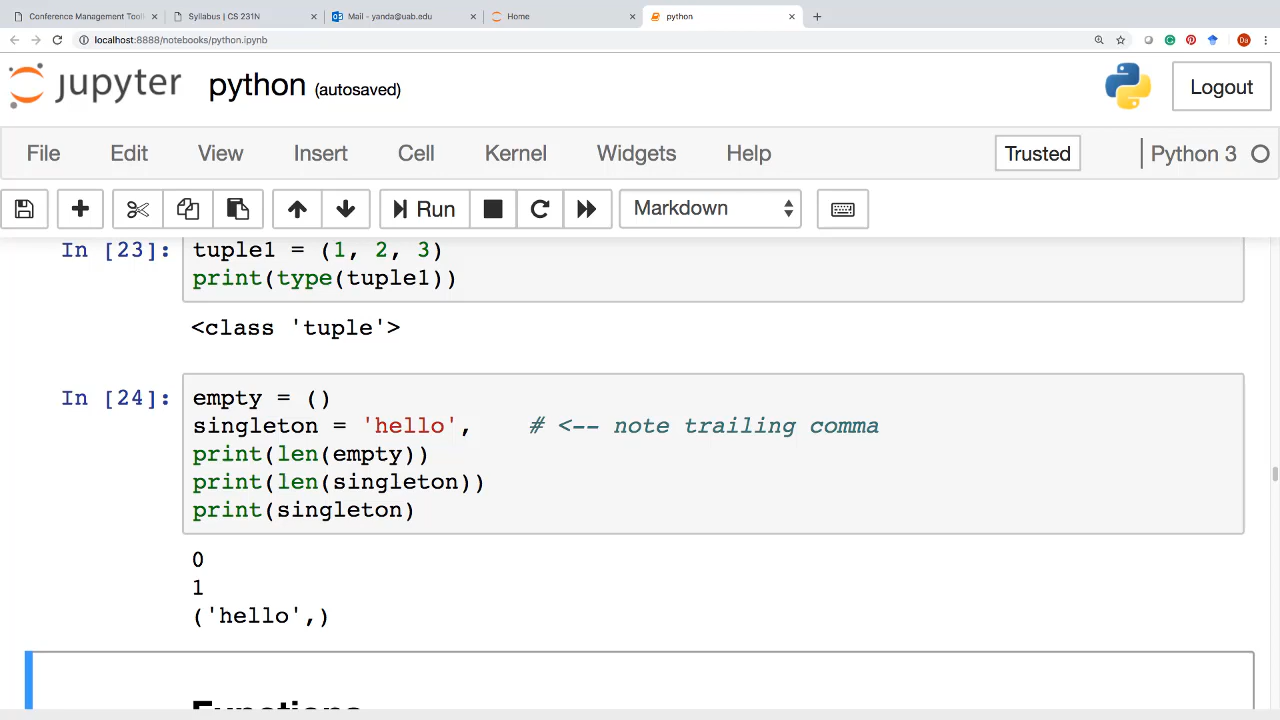 Conference Management Tool
Syllabus | CS 231N
Mail - yanda@uab.edu
Home
python
localhost:8888/notebooks/python.ipynb
Da
jupyter python (autosaved)
Logout
File Edit View Insert Cell Kernel Widgets Help
Trusted
Python 3
Run
Markdown
In [23]: tuple1 = (1, 2, 3)
print(type(tuple1))
<class 'tuple'>
In [24]: empty = ()
singleton = 'hello',    # <-- note trailing comma
print(len(empty))
print(len(singleton))
print(singleton)
0
1
('hello',)
Functions